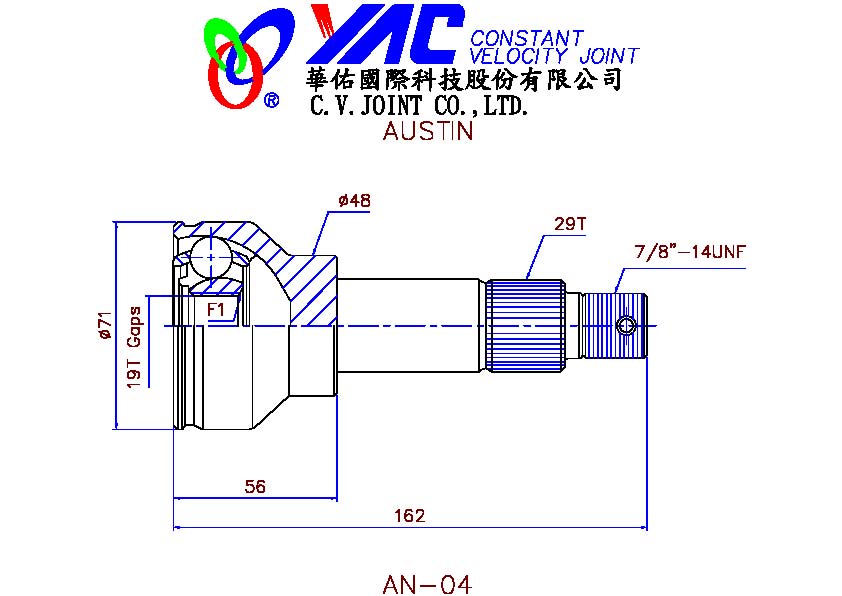 YAC CONSTANT
VELOCITY JOINT
®
華佑國際科技股份有限公司
C.V.JOINT CO.,LTD.
AUSTIN
ø48
29T
7/8"-14UNF
ø71
19T Gaps
F1
56
162
AN-04